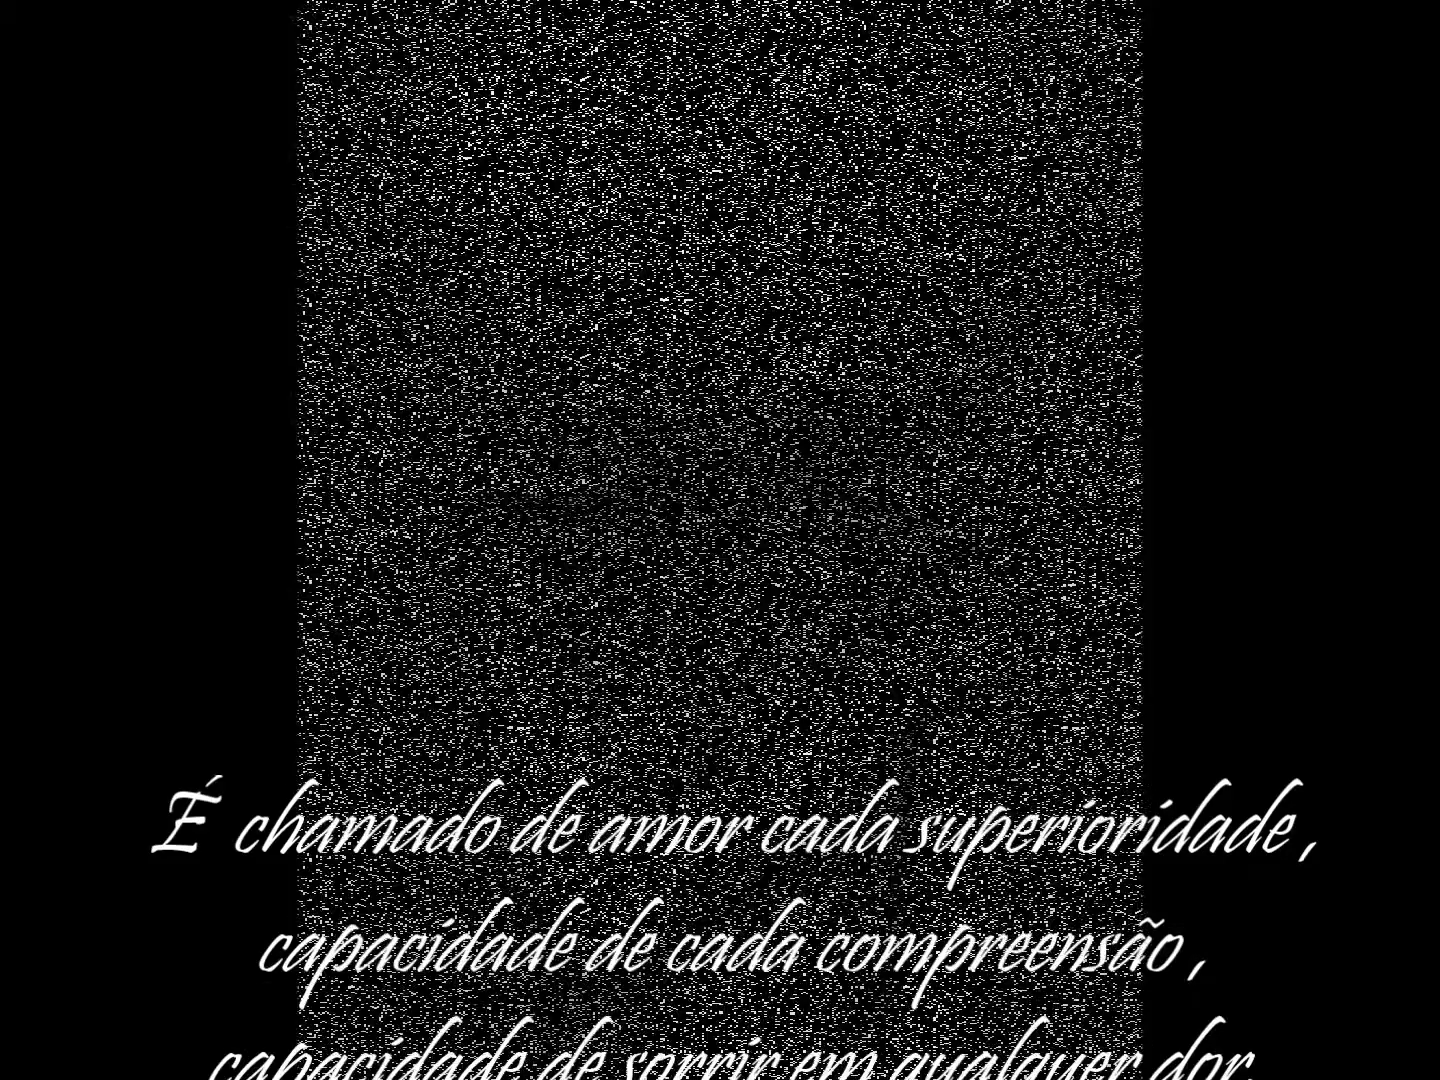 É chamado de amor cada superioridade ,
capacidade de cada compreensão ,
capacidade de sorrir em qualquer dor